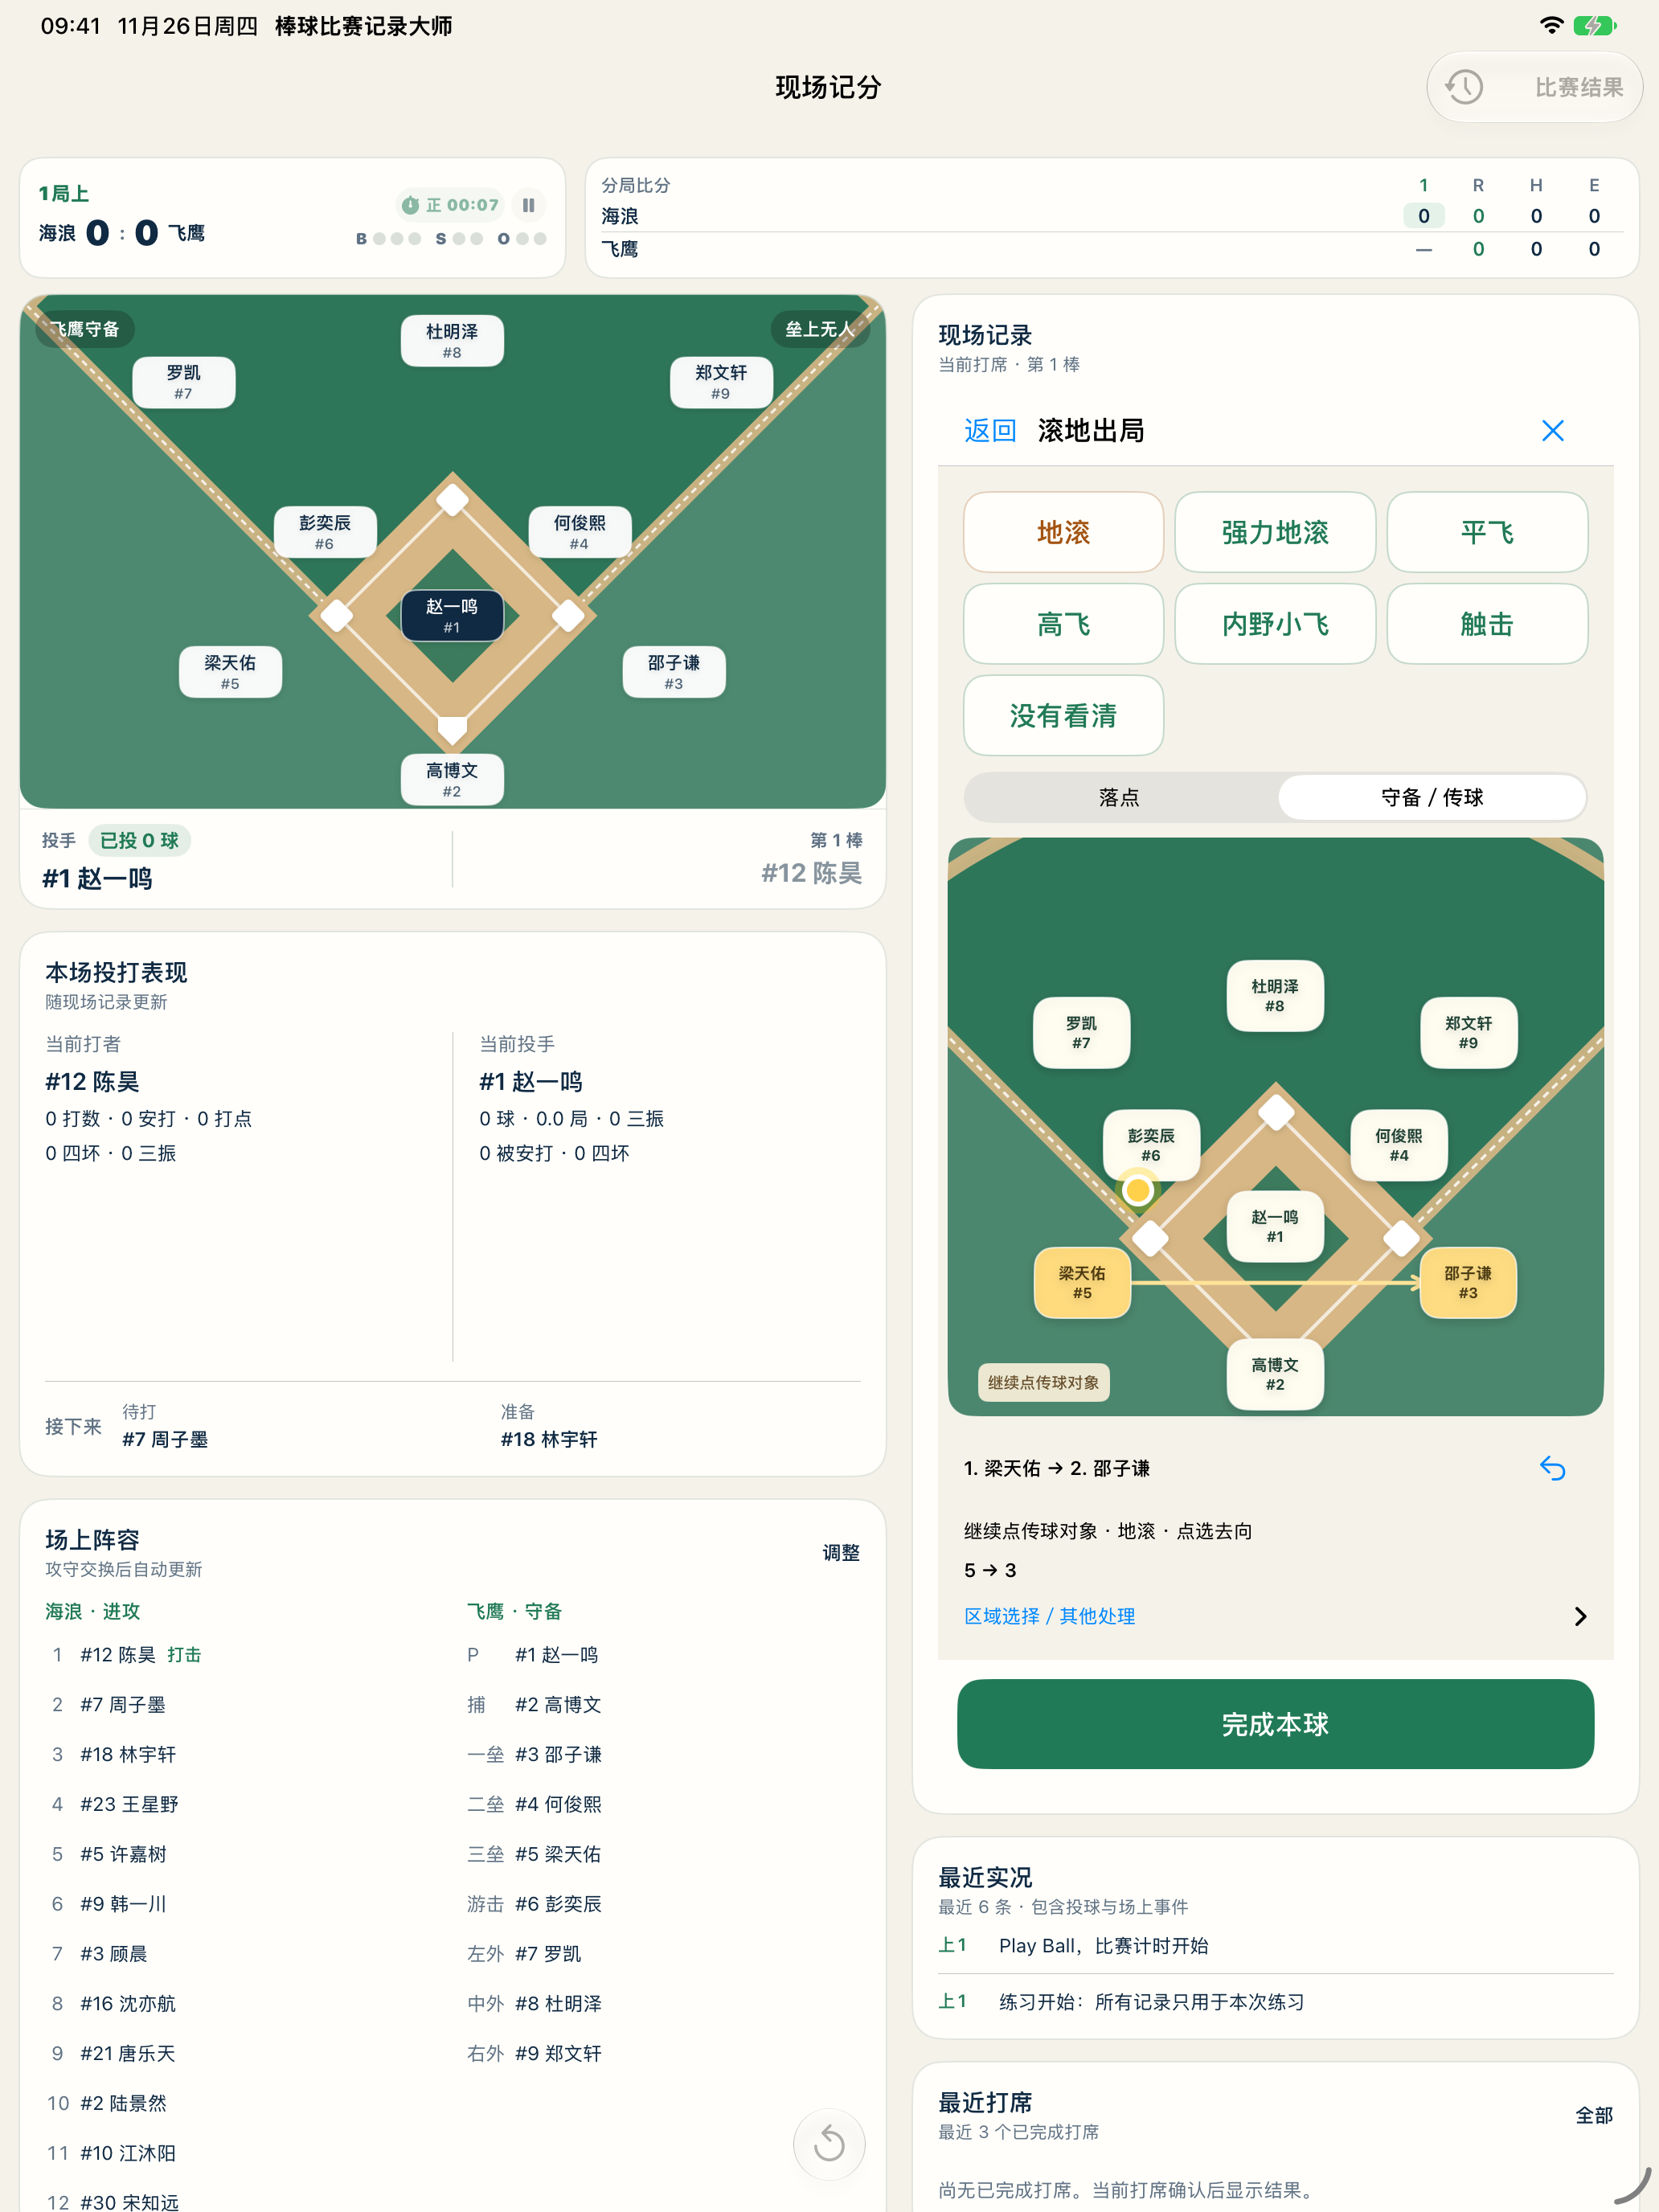 09:41 11月26日周四 棒球比赛记录大师
现场记分
比赛结果
1局上
正 00:07
海浪 0 : 0 飞鹰
B S O
分局比分 1 R H E
海浪 0 0 0 0
飞鹰 — 0 0 0
飞鹰守备
垒上无人
杜明泽
#8
罗凯
#7
郑文轩
#9
彭奕辰
#6
何俊熙
#4
赵一鸣
#1
梁天佑
#5
邵子谦
#3
高博文
#2
投手 已投 0 球
#1 赵一鸣
第 1 棒
#12 陈昊
本场投打表现
随现场记录更新
当前打者
#12 陈昊
0 打数 · 0 安打 · 0 打点
0 四坏 · 0 三振
当前投手
#1 赵一鸣
0 球 · 0.0 局 · 0 三振
0 被安打 · 0 四坏
接下来
待打
#7 周子墨
准备
#18 林宇轩
场上阵容
攻守交换后自动更新
调整
海浪 · 进攻
1 #12 陈昊 打击
2 #7 周子墨
3 #18 林宇轩
4 #23 王星野
5 #5 许嘉树
6 #9 韩一川
7 #3 顾晨
8 #16 沈亦航
9 #21 唐乐天
10 #2 陆景然
11 #10 江沐阳
12 #30 宋知远
飞鹰 · 守备
P #1 赵一鸣
捕 #2 高博文
一垒 #3 邵子谦
二垒 #4 何俊熙
三垒 #5 梁天佑
游击 #6 彭奕辰
左外 #7 罗凯
中外 #8 杜明泽
右外 #9 郑文轩
现场记录
当前打席 · 第 1 棒
返回 滚地出局
地滚 强力地滚 平飞
高飞 内野小飞 触击
没有看清
落点 守备 / 传球
杜明泽
#8
罗凯
#7
郑文轩
#9
彭奕辰
#6
何俊熙
#4
赵一鸣
#1
梁天佑
#5
邵子谦
#3
高博文
#2
继续点传球对象
1. 梁天佑 → 2. 邵子谦
继续点传球对象 · 地滚 · 点选去向
5 → 3
区域选择 / 其他处理
完成本球
最近实况
最近 6 条 · 包含投球与场上事件
上1 Play Ball，比赛计时开始
上1 练习开始：所有记录只用于本次练习
最近打席
最近 3 个已完成打席
全部
尚无已完成打席。当前打席确认后显示结果。